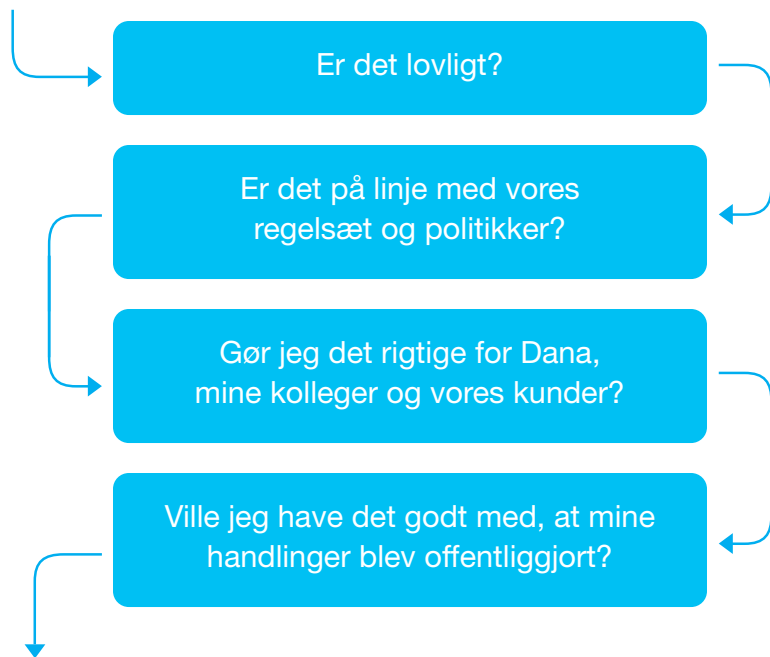 Er det lovligt?
Er det på linje med vores
regelsæt og politikker?
Gør jeg det rigtige for Dana,
mine kolleger og vores kunder?
Ville jeg have det godt med, at mine
handlinger blev offentliggjort?